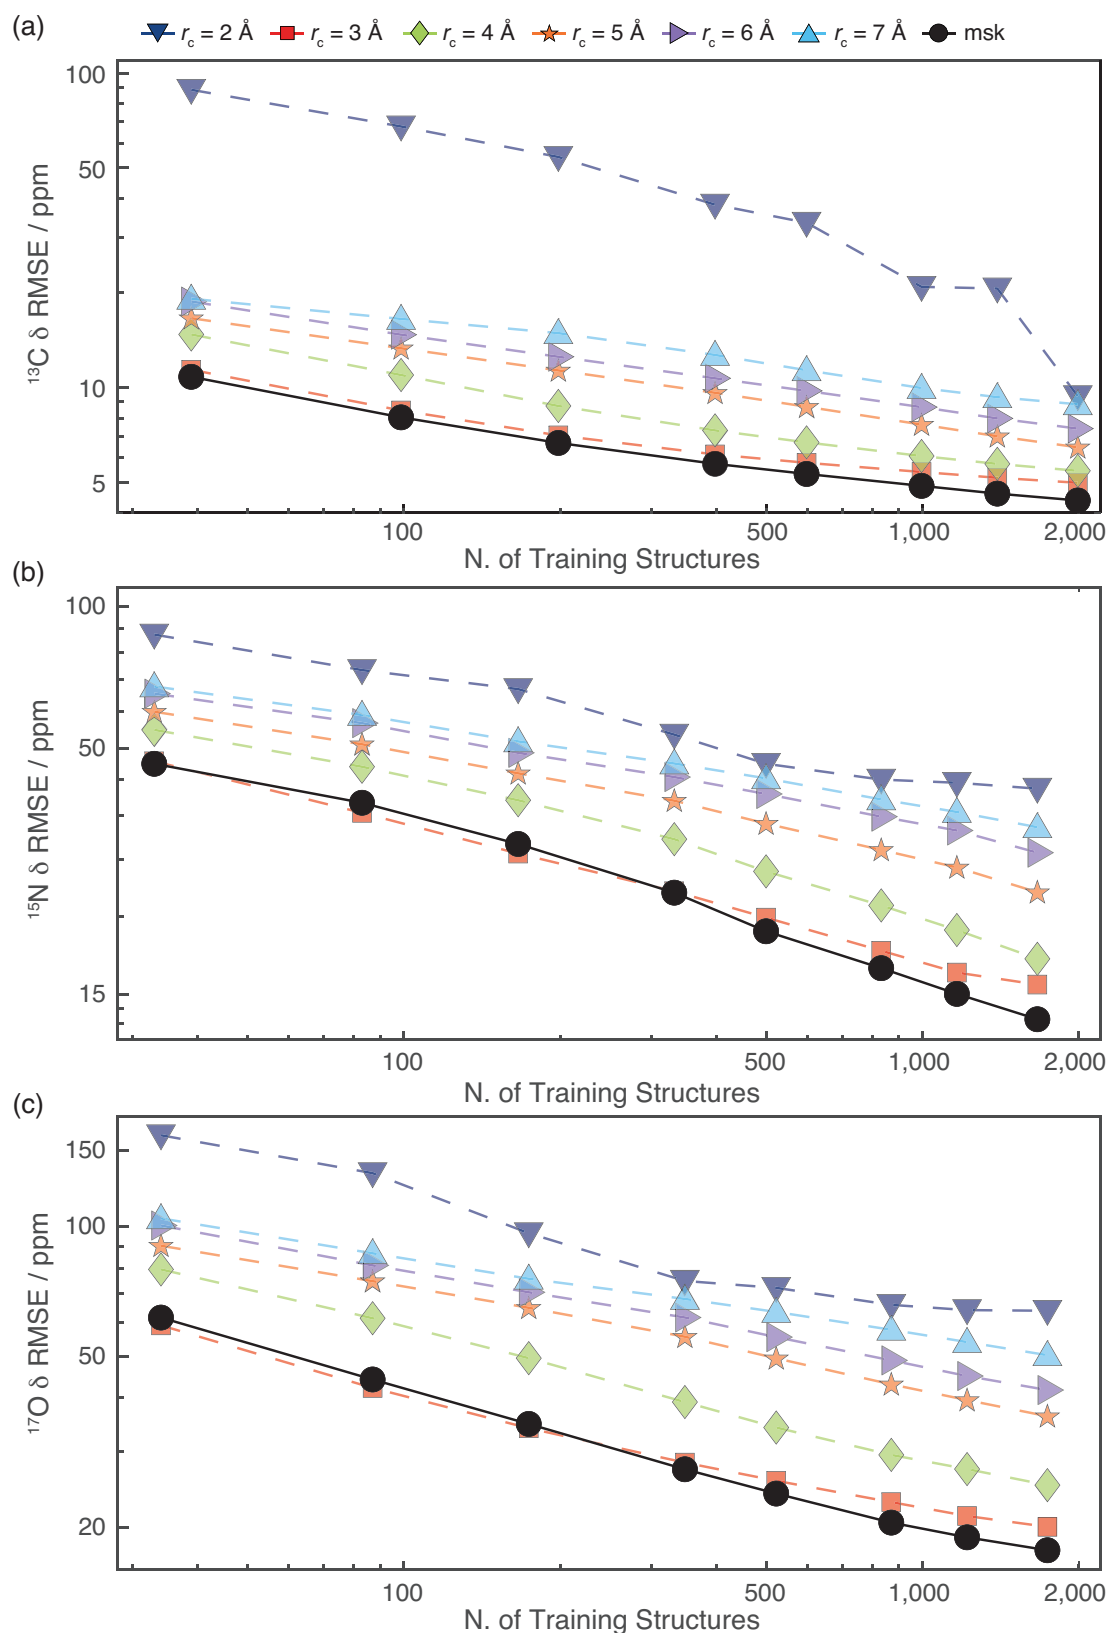 (a)
r_c = 2 Å r_c = 3 Å r_c = 4 Å r_c = 5 Å r_c = 6 Å r_c = 7 Å msk
100
50
10
5
¹³C δ RMSE / ppm
100 500 1,000 2,000
N. of Training Structures
(b)
100
50
15
¹⁵N δ RMSE / ppm
100 500 1,000 2,000
N. of Training Structures
(c)
150
100
50
20
¹⁷O δ RMSE / ppm
100 500 1,000 2,000
N. of Training Structures